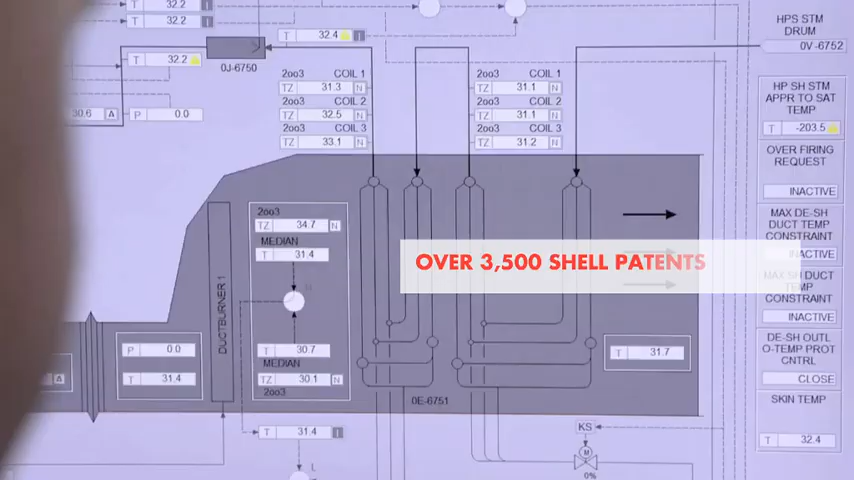 T 32.2 I
T 32.2 I
T 32.4 I
T 32.2
0J-6750
30.6 A
P 0.0
2oo3 COIL 1
TZ 31.3 N
2oo3 COIL 2
TZ 32.5 N
2oo3 COIL 3
TZ 33.1 N
2oo3 COIL 1
TZ 31.1 N
2oo3 COIL 2
TZ 31.1 N
2oo3 COIL 3
TZ 31.2 N
HPS STM
DRUM
0V-6752
HP SH STM
APPR TO SAT
TEMP
T -203.5
OVER FIRING
REQUEST
INACTIVE
MAX DE-SH
DUCT TEMP
CONSTRAINT
INACTIVE
MAX SH DUCT
TEMP
CONSTRAINT
INACTIVE
DE-SH OUTL
O-TEMP PROT
CNTRL
CLOSE
SKIN TEMP
T 32.4
OVER 3,500 SHELL PATENTS
2oo3
TZ 34.7 N
MEDIAN
T 31.4
T 30.7
MEDIAN
TZ 30.1 N
2oo3
DUCTBURNER 1
P 0.0
T 31.4
A
T 31.7
0E-6751
T 31.4 I
KS
M
0%
L